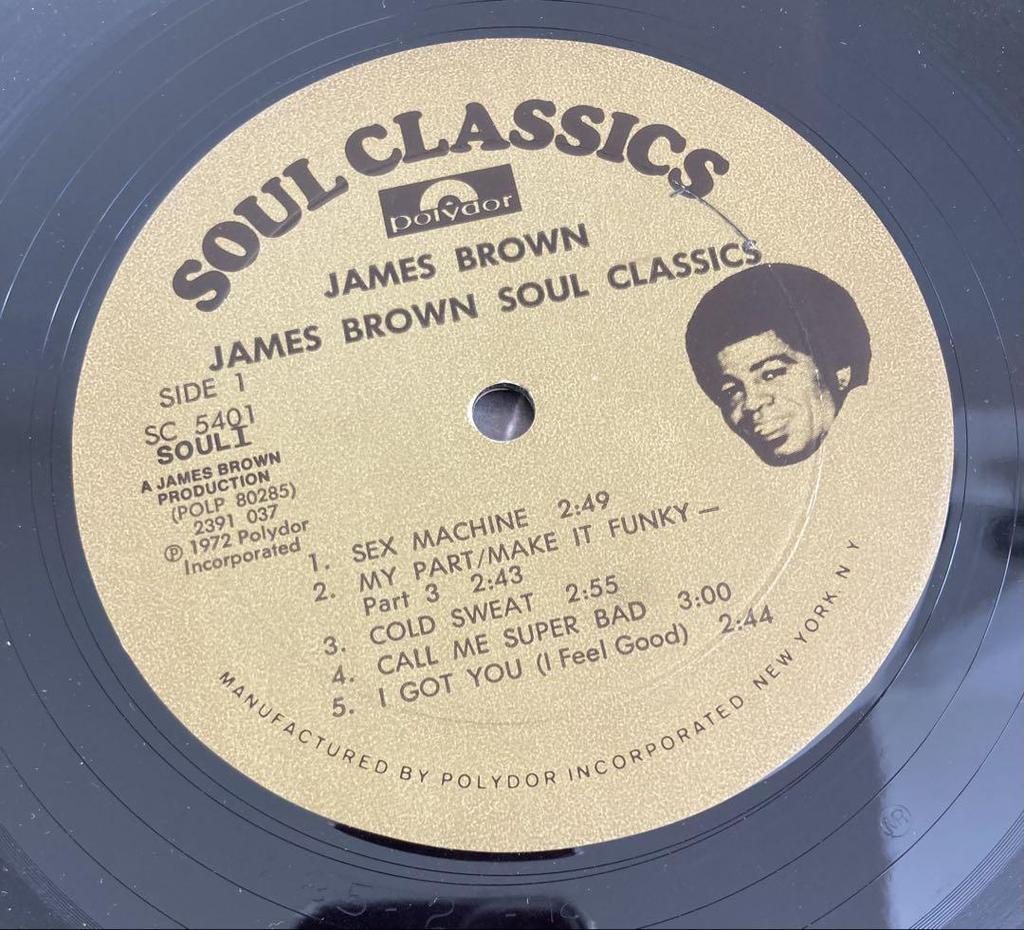 SOUL CLASSICS
polydor
JAMES BROWN
JAMES BROWN SOUL CLASSICS
SIDE 1
SC 5401
SOUL I
A JAMES BROWN
PRODUCTION
(POLP 80285)
2391 037
℗ 1972 Polydor
Incorporated
1. SEX MACHINE 2:49
2. MY PART/MAKE IT FUNKY —
Part 3 2:43
3. COLD SWEAT 2:55
4. CALL ME SUPER BAD 3:00
5. I GOT YOU (I Feel Good) 2:44
MANUFACTURED BY POLYDOR INCORPORATED NEW YORK N Y